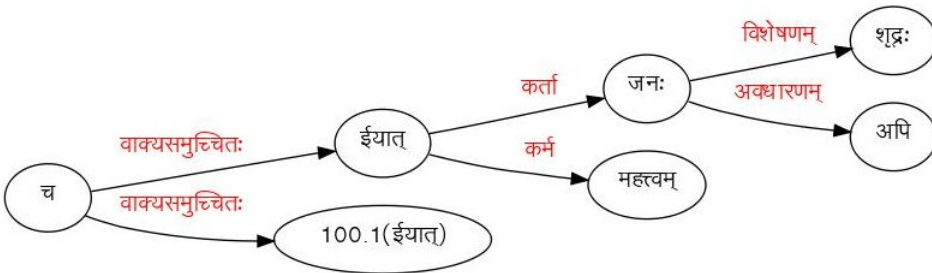 विशेषणम्
शूद्रः
कर्ता
जनः
अवधारणम्
वाक्यसमुच्चितः
ईयात्
कर्म
अपि
च
महत्त्वम्
वाक्यसमुच्चितः
100.1(ईयात्)